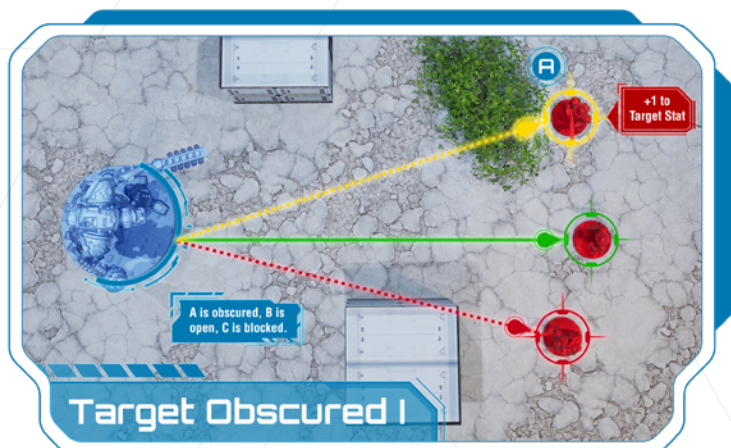 A
+1 to
Target Stat
A is obscured, B is
open, C is blocked.
Target Obscured I